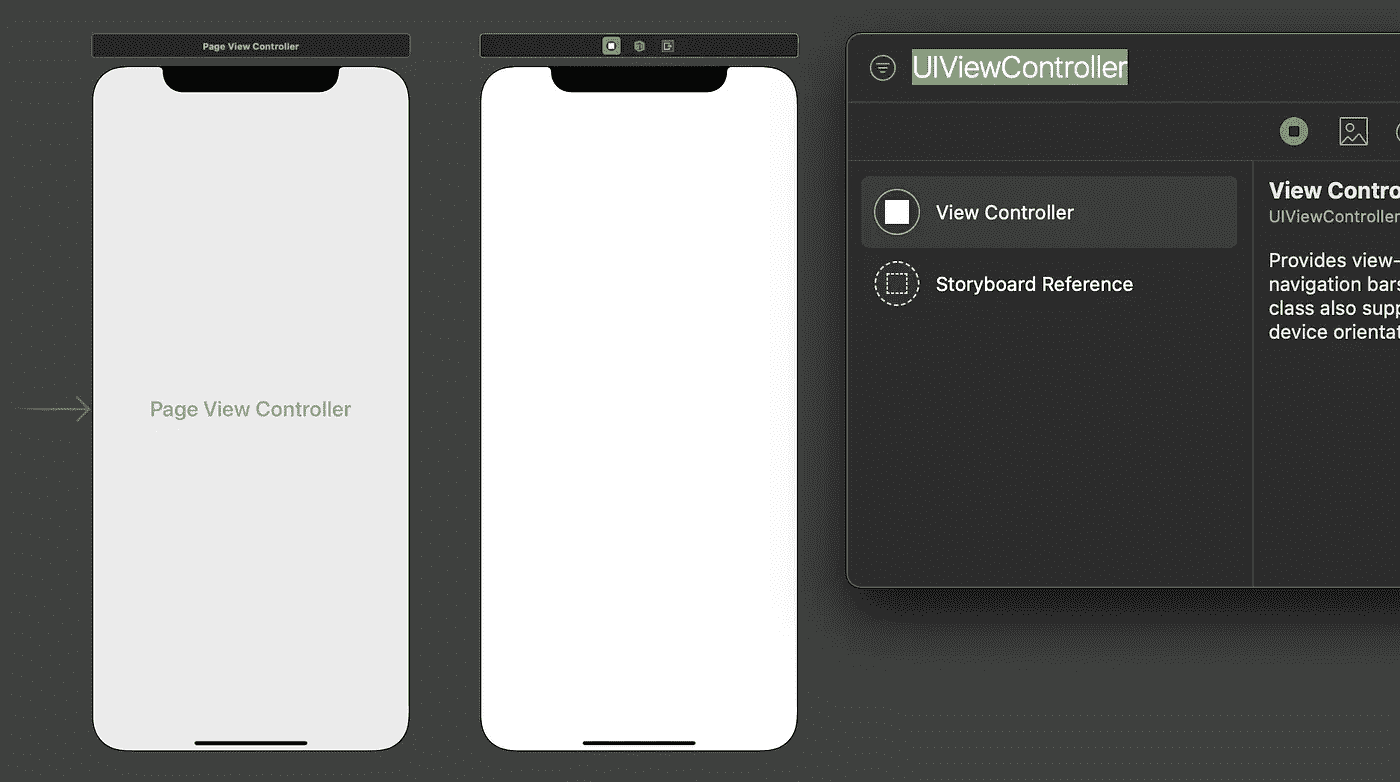 Page View Controller
Page View Controller
UIViewController
View Controller
Storyboard Reference
View Contro
UIViewController
Provides view-
navigation bars
class also supp
device orientat